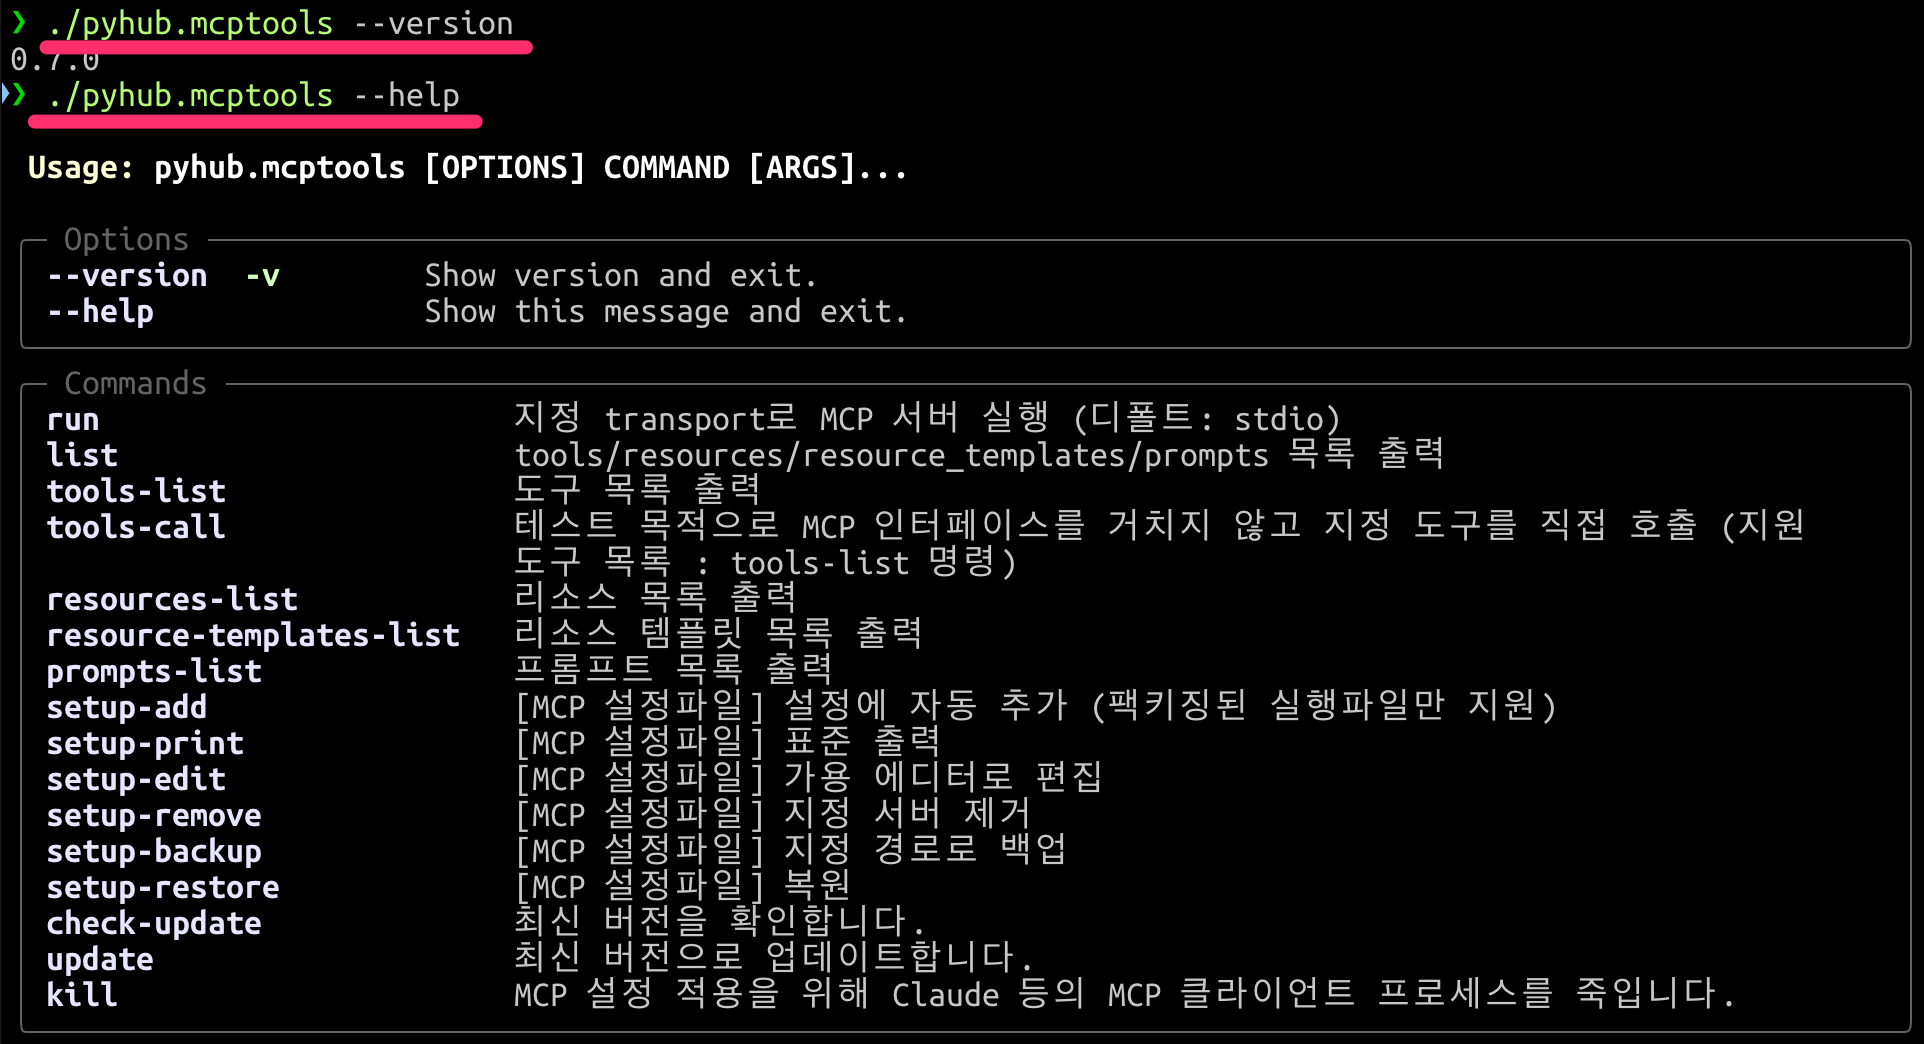 ❯ ./pyhub.mcptools --version
0.7.0
❯ ./pyhub.mcptools --help
Usage: pyhub.mcptools [OPTIONS] COMMAND [ARGS]...
Options
--version -v Show version and exit.
--help Show this message and exit.
Commands
run 지정 transport로 MCP 서버 실행 (디폴트: stdio)
list tools/resources/resource_templates/prompts 목록 출력
tools-list 도구 목록 출력
tools-call 테스트 목적으로 MCP 인터페이스를 거치지 않고 지정 도구를 직접 호출 (지원
도구 목록 : tools-list 명령)
resources-list 리소스 목록 출력
resource-templates-list 리소스 템플릿 목록 출력
prompts-list 프롬프트 목록 출력
setup-add [MCP 설정파일] 설정에 자동 추가 (팩키징된 실행파일만 지원)
setup-print [MCP 설정파일] 표준 출력
setup-edit [MCP 설정파일] 가용 에디터로 편집
setup-remove [MCP 설정파일] 지정 서버 제거
setup-backup [MCP 설정파일] 지정 경로로 백업
setup-restore [MCP 설정파일] 복원
check-update 최신 버전을 확인합니다.
update 최신 버전으로 업데이트합니다.
kill MCP 설정 적용을 위해 Claude 등의 MCP 클라이언트 프로세스를 죽입니다.